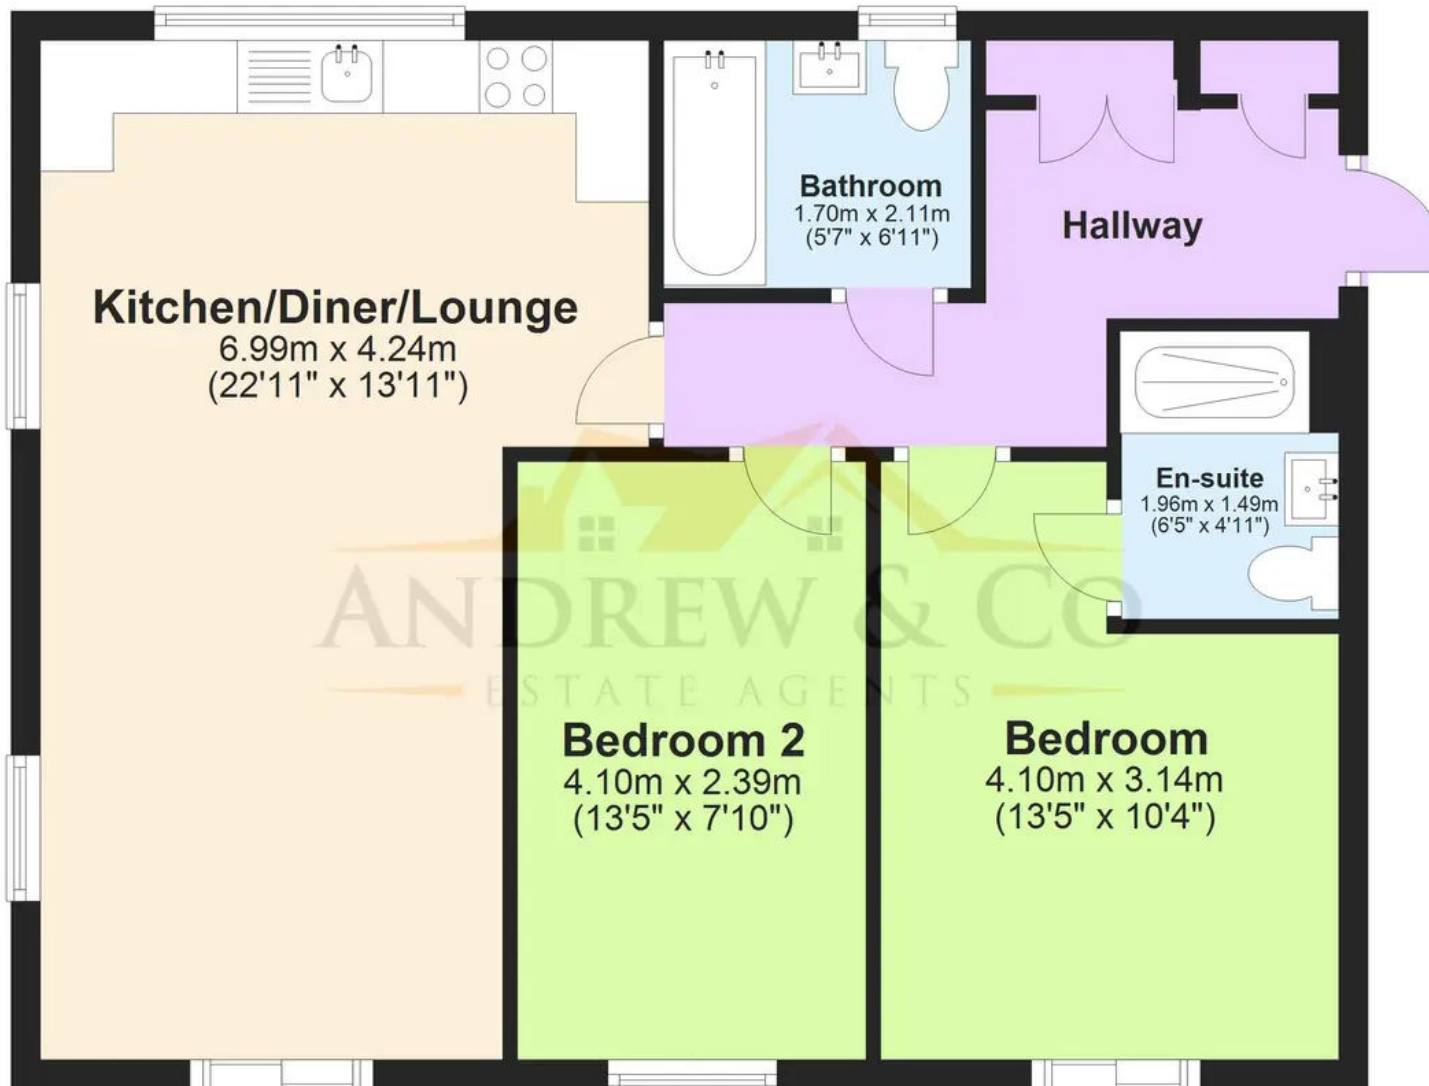 Bathroom
1.70m x 2.11m
(5'7" x 6'11")
Hallway
Kitchen/Diner/Lounge
6.99m x 4.24m
(22'11" x 13'11")
En-suite
1.96m x 1.49m
(6'5" x 4'11")
ANDREW & CO
ESTATE AGENTS
Bedroom 2
4.10m x 2.39m
(13'5" x 7'10")
Bedroom
4.10m x 3.14m
(13'5" x 10'4")